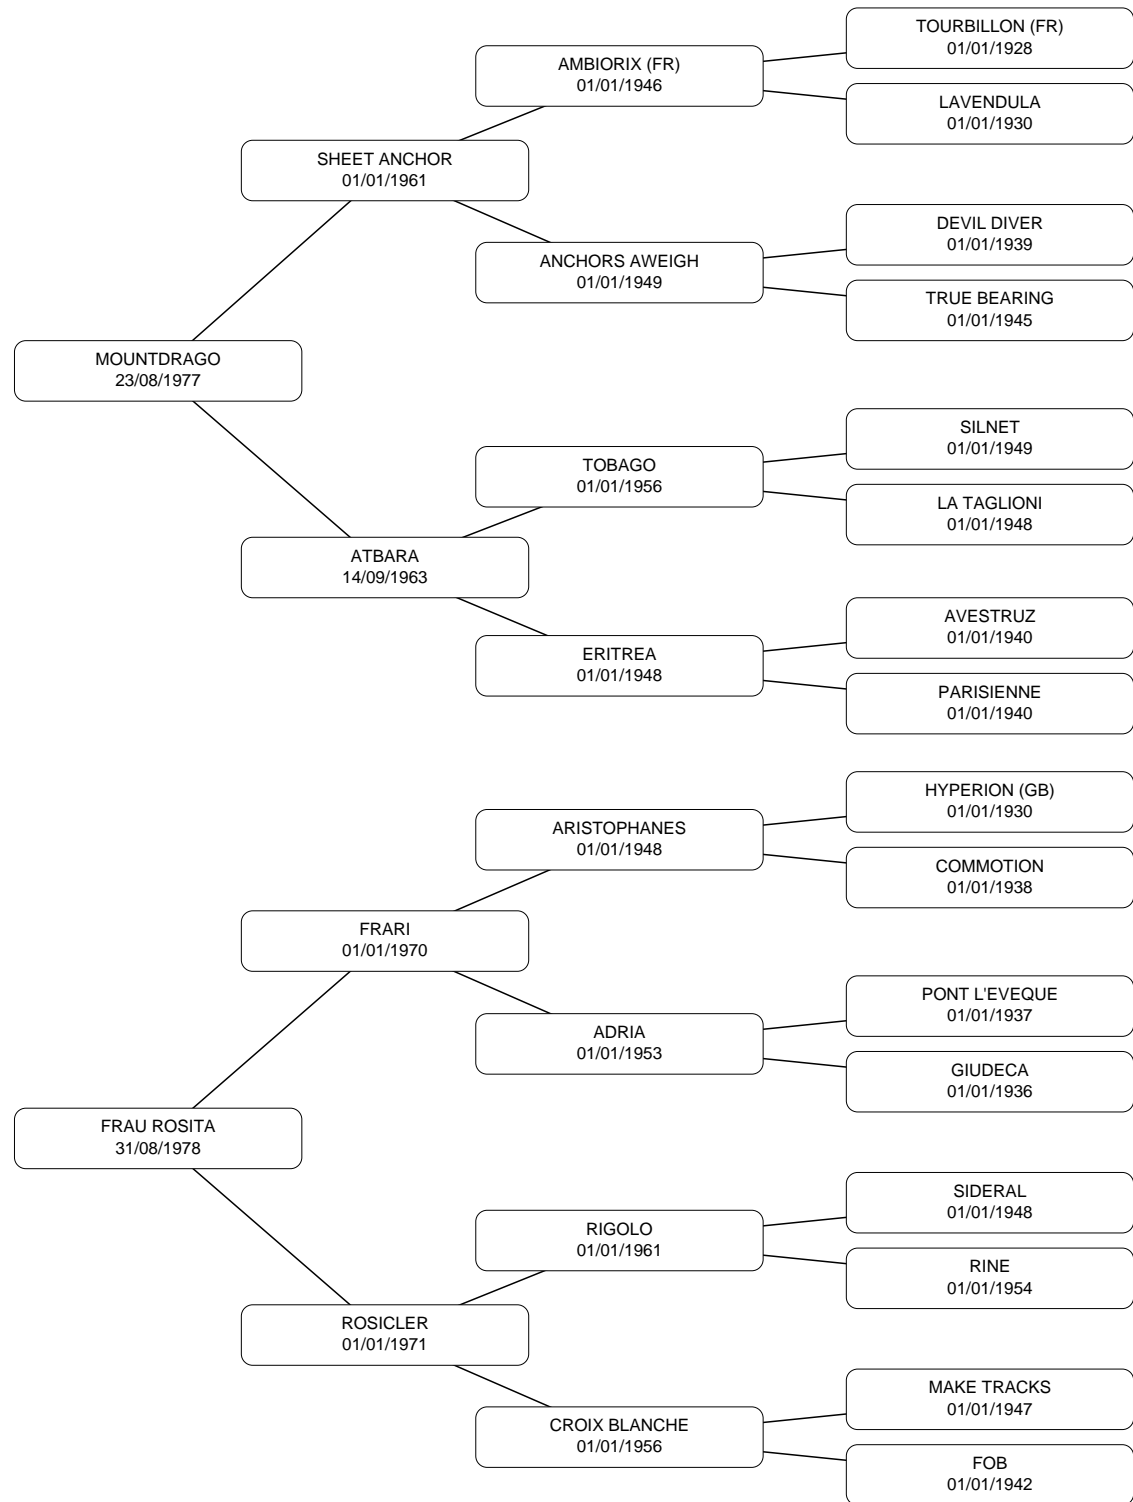 TOURBILLON (FR)
01/01/1928
AMBIORIX (FR)
01/01/1946
LAVENDULA
01/01/1930
SHEET ANCHOR
01/01/1961
DEVIL DIVER
01/01/1939
ANCHORS AWEIGH
01/01/1949
TRUE BEARING
01/01/1945
MOUNTDRAGO
23/08/1977
SILNET
01/01/1949
TOBAGO
01/01/1956
LA TAGLIONI
01/01/1948
ATBARA
14/09/1963
AVESTRUZ
01/01/1940
ERITREA
01/01/1948
PARISIENNE
01/01/1940
HYPERION (GB)
01/01/1930
ARISTOPHANES
01/01/1948
COMMOTION
01/01/1938
FRARI
01/01/1970
PONT L'EVEQUE
01/01/1937
ADRIA
01/01/1953
GIUDECA
01/01/1936
FRAU ROSITA
31/08/1978
SIDERAL
01/01/1948
RIGOLO
01/01/1961
RINE
01/01/1954
ROSICLER
01/01/1971
MAKE TRACKS
01/01/1947
CROIX BLANCHE
01/01/1956
FOB
01/01/1942